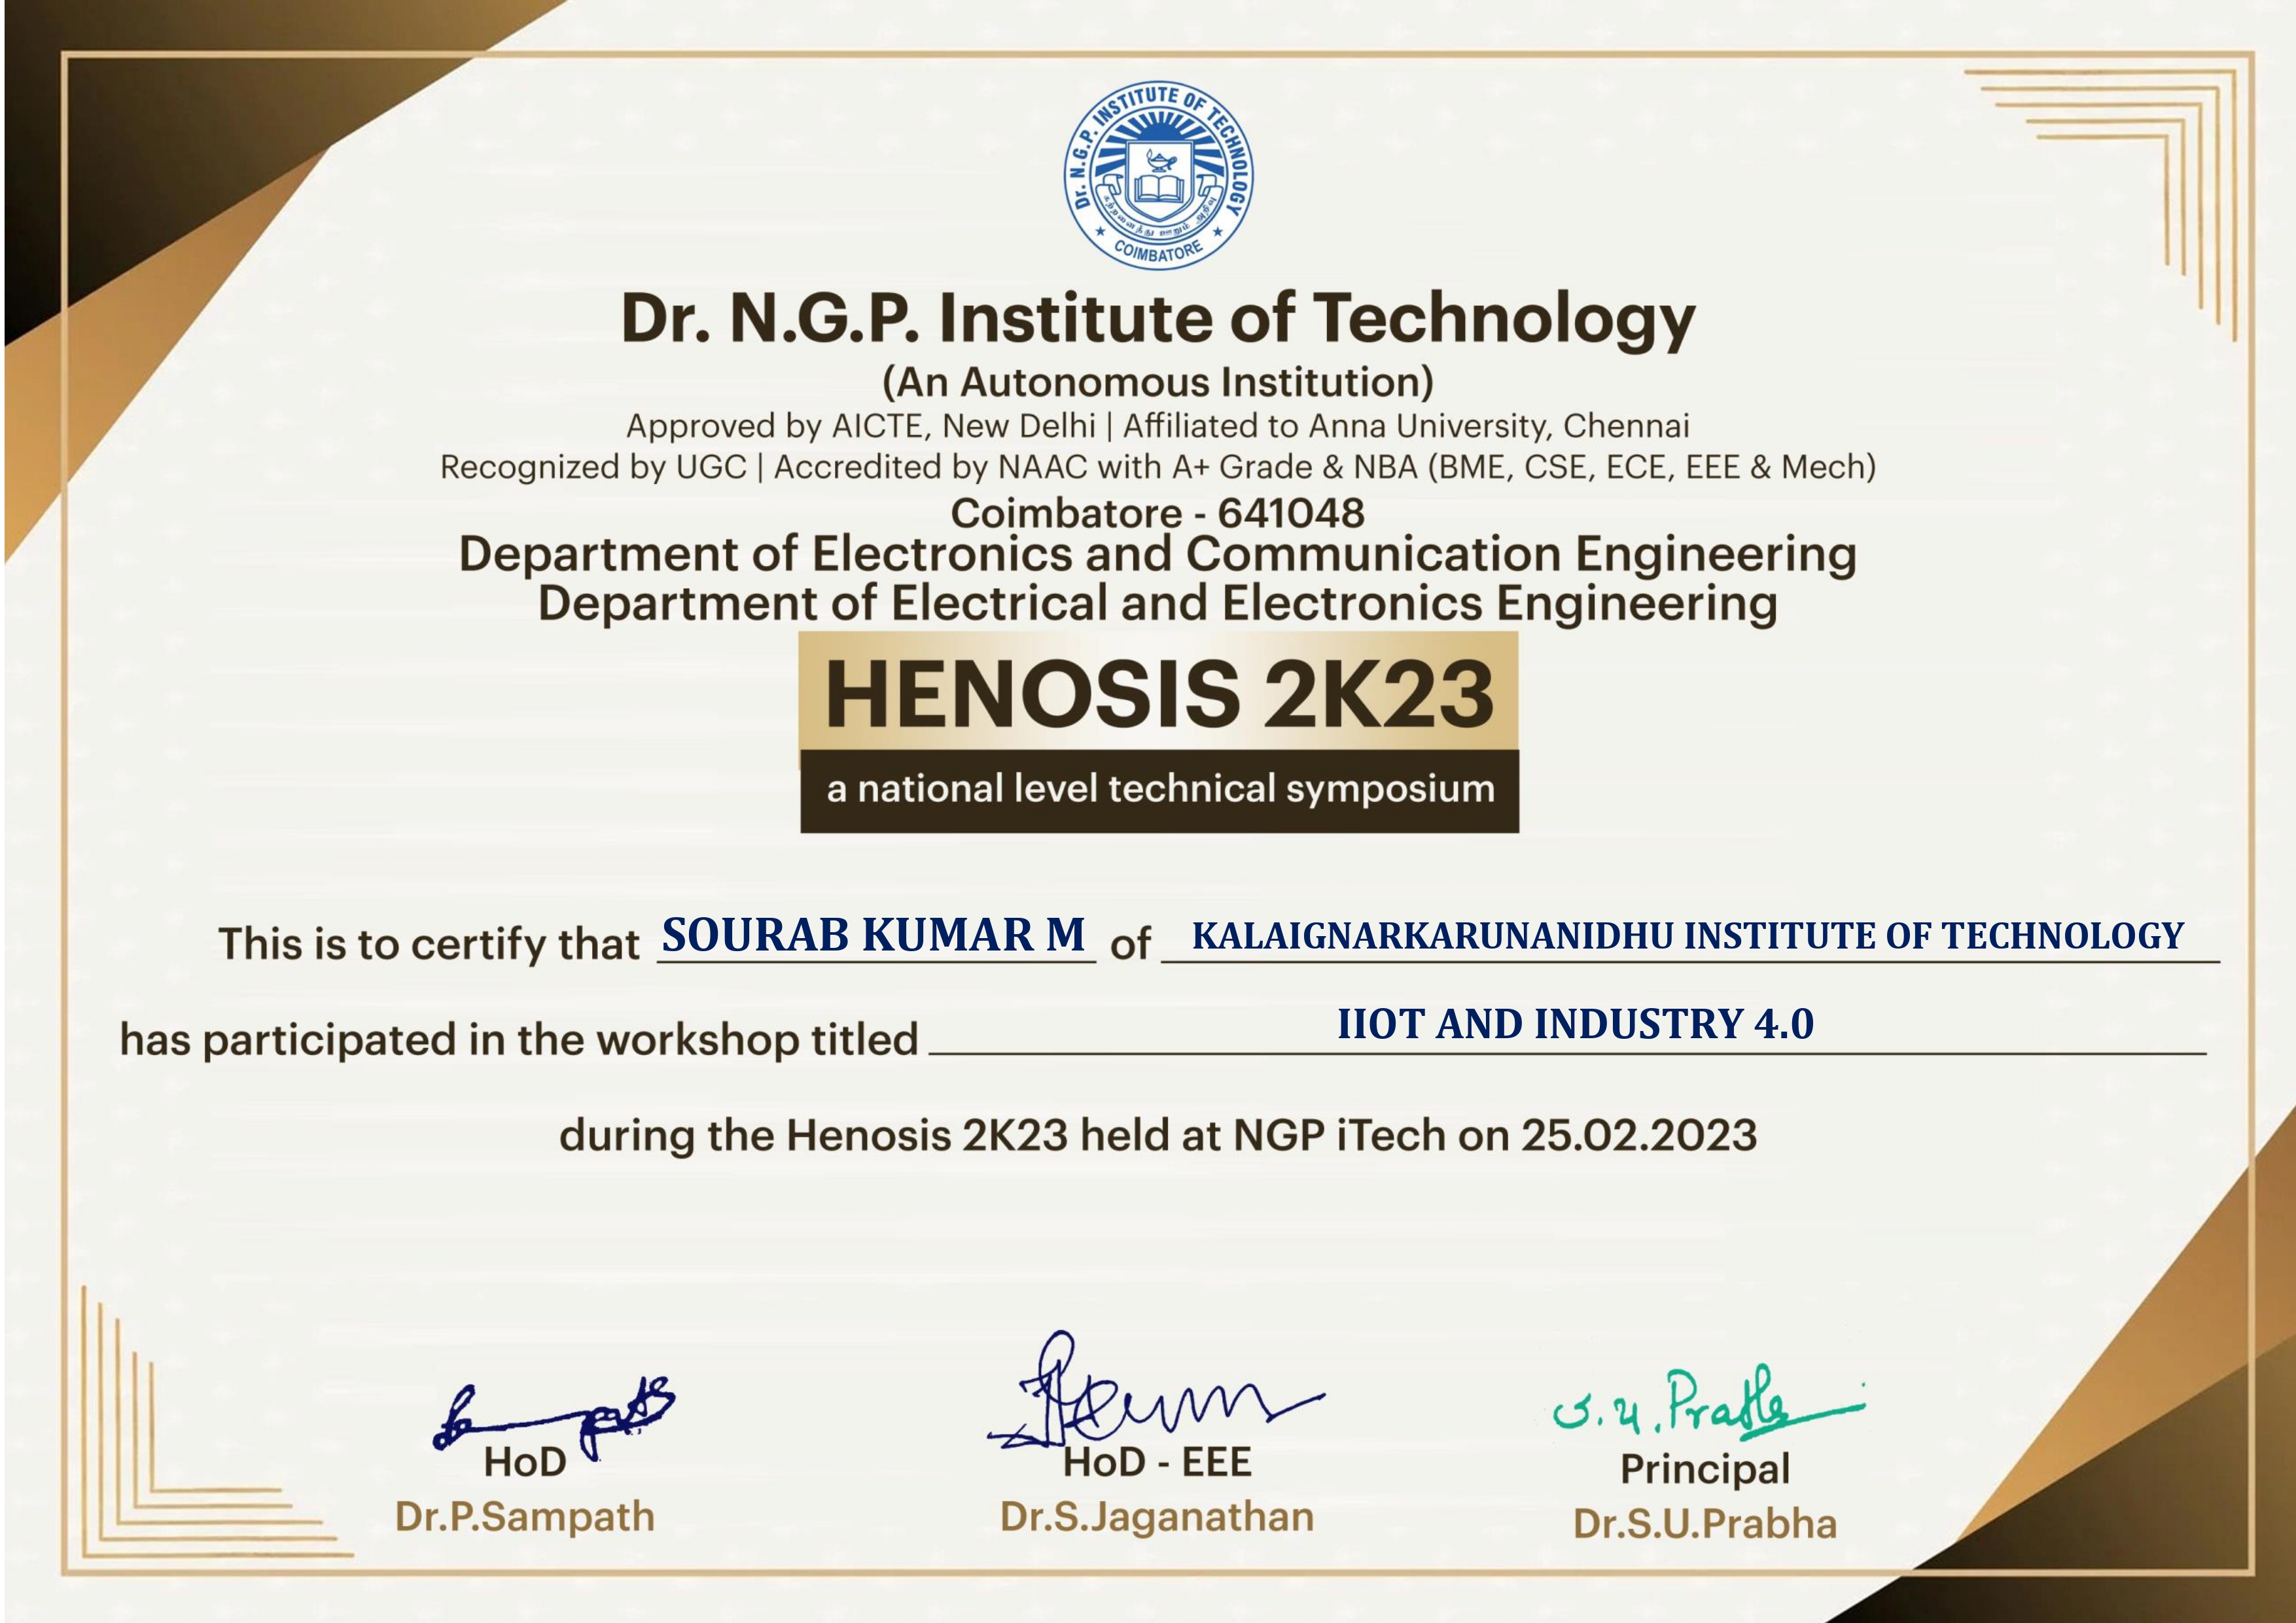 Dr. N.G.P. INSTITUTE OF TECHNOLOGY
★ COIMBATORE ★
Dr. N.G.P. Institute of Technology
(An Autonomous Institution)
Approved by AICTE, New Delhi | Affiliated to Anna University, Chennai
Recognized by UGC | Accredited by NAAC with A+ Grade & NBA (BME, CSE, ECE, EEE & Mech)
Coimbatore - 641048
Department of Electronics and Communication Engineering
Department of Electrical and Electronics Engineering
HENOSIS 2K23
a national level technical symposium
This is to certify that SOURAB KUMAR M of KALAIGNARKARUNANIDHU INSTITUTE OF TECHNOLOGY
has participated in the workshop titled IIOT AND INDUSTRY 4.0
during the Henosis 2K23 held at NGP iTech on 25.02.2023
HoD
Dr.P.Sampath
HoD - EEE
Dr.S.Jaganathan
Principal
Dr.S.U.Prabha